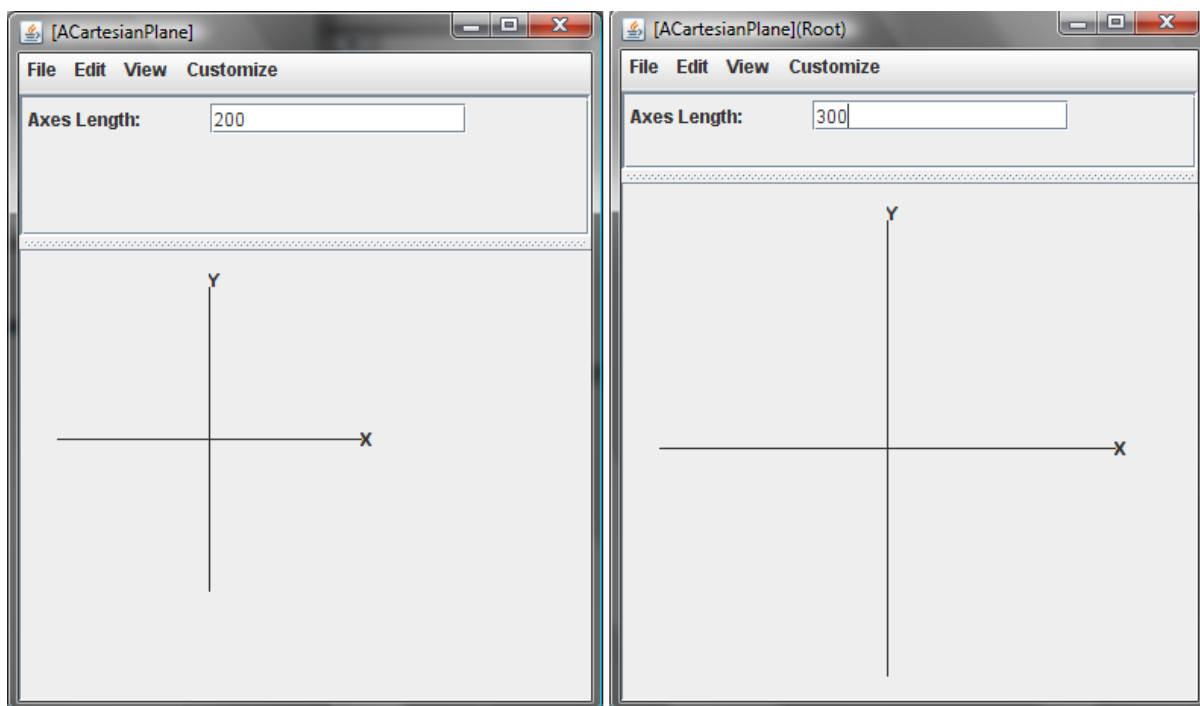 [ACartesianPlane]
File Edit View Customize
Axes Length: 200
Y
X
[ACartesianPlane](Root)
File Edit View Customize
Axes Length: 300
Y
X